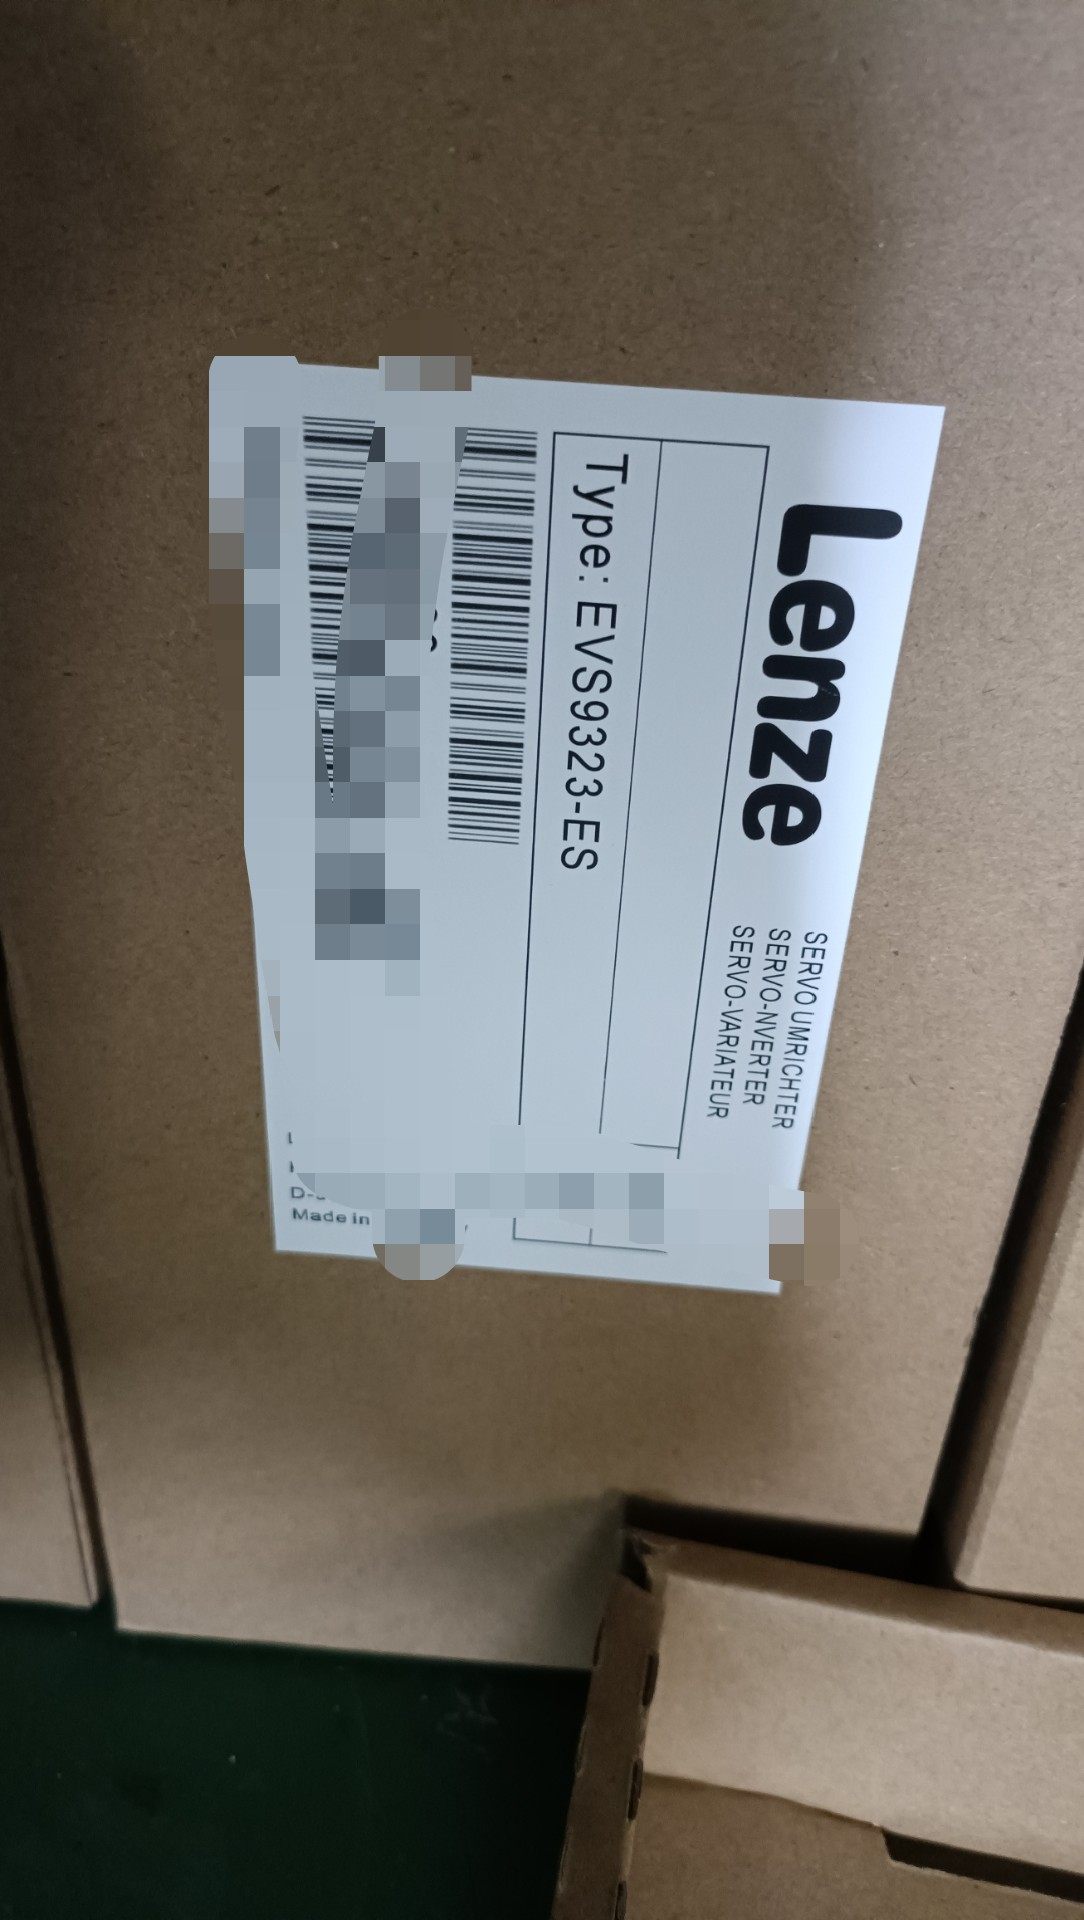 Lenze
SERVO UMRICHTER
SERVO-NVERTER
SERVO-VARIATEUR
Type: EVS9323-ES
Made in